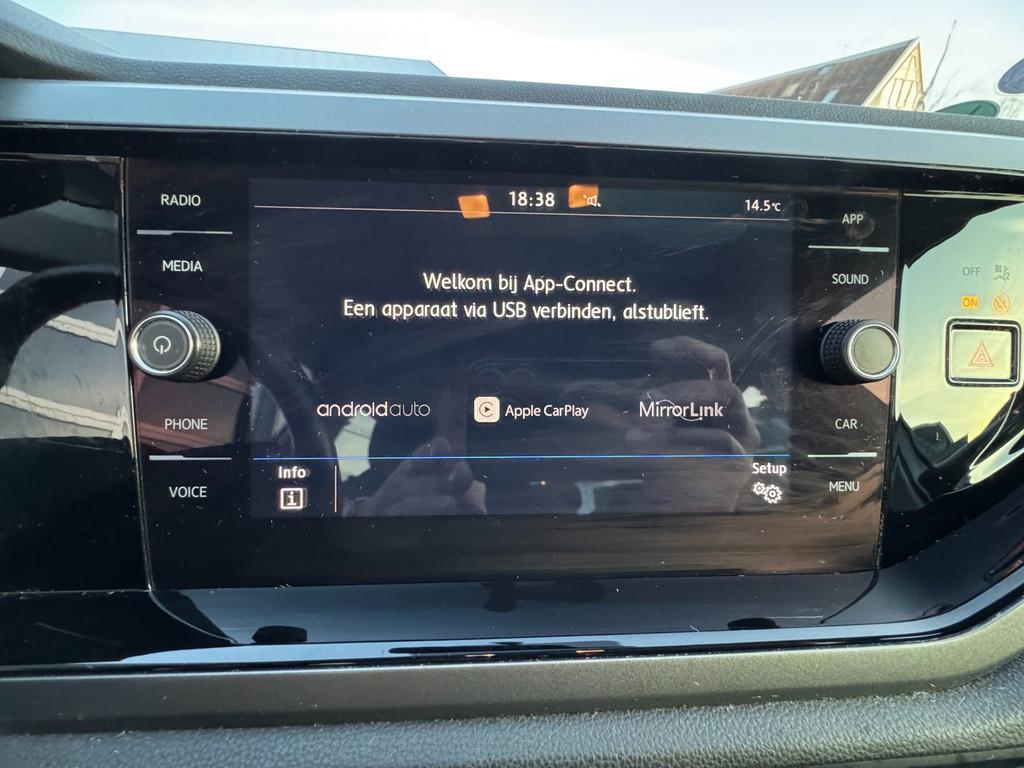 RADIO
MEDIA
PHONE
VOICE
18:38
14.5°C
Welkom bij App-Connect.
Een apparaat via USB verbinden, alstublieft.
androidauto
Apple CarPlay
MirrorLink
Info
i
Setup
APP
SOUND
CAR
MENU
OFF
ON